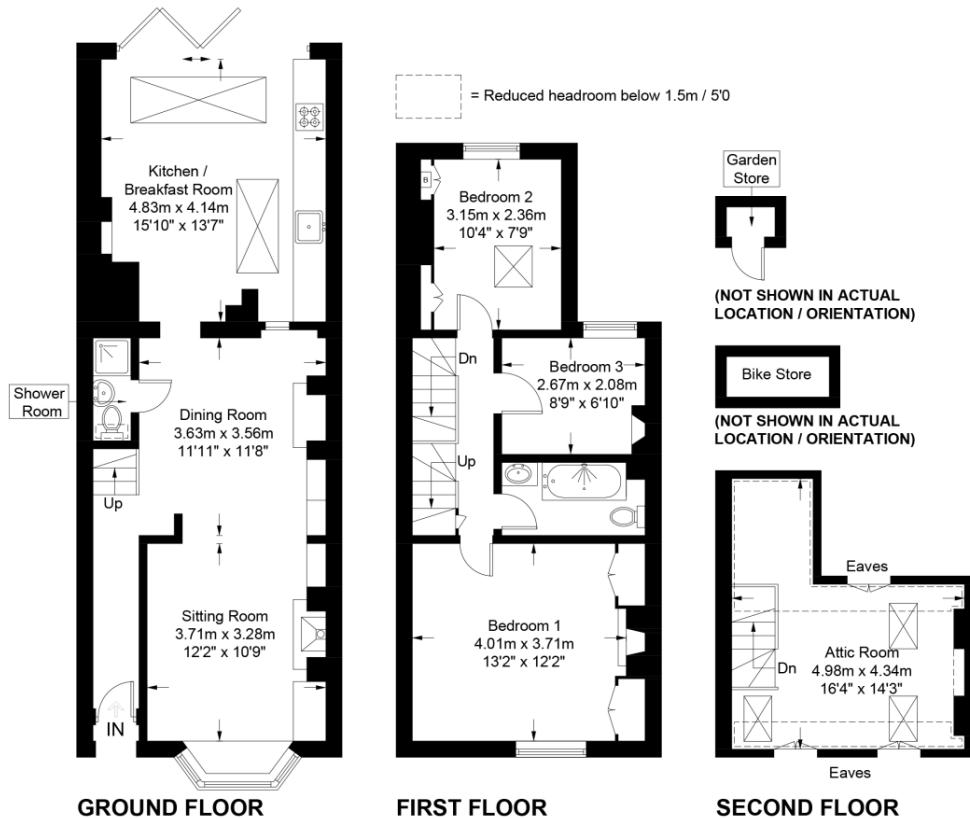 = Reduced headroom below 1.5m / 5'0
Kitchen /
Breakfast Room
4.83m x 4.14m
15'10" x 13'7"
Shower
Room
Dining Room
3.63m x 3.56m
11'11" x 11'8"
Up
Sitting Room
3.71m x 3.28m
12'2" x 10'9"
IN
GROUND FLOOR
B
Bedroom 2
3.15m x 2.36m
10'4" x 7'9"
Dn
Bedroom 3
2.67m x 2.08m
8'9" x 6'10"
Up
Bedroom 1
4.01m x 3.71m
13'2" x 12'2"
FIRST FLOOR
Garden
Store
(NOT SHOWN IN ACTUAL
LOCATION / ORIENTATION)
Bike Store
(NOT SHOWN IN ACTUAL
LOCATION / ORIENTATION)
Eaves
Attic Room
4.98m x 4.34m
16'4" x 14'3"
Dn
Eaves
SECOND FLOOR